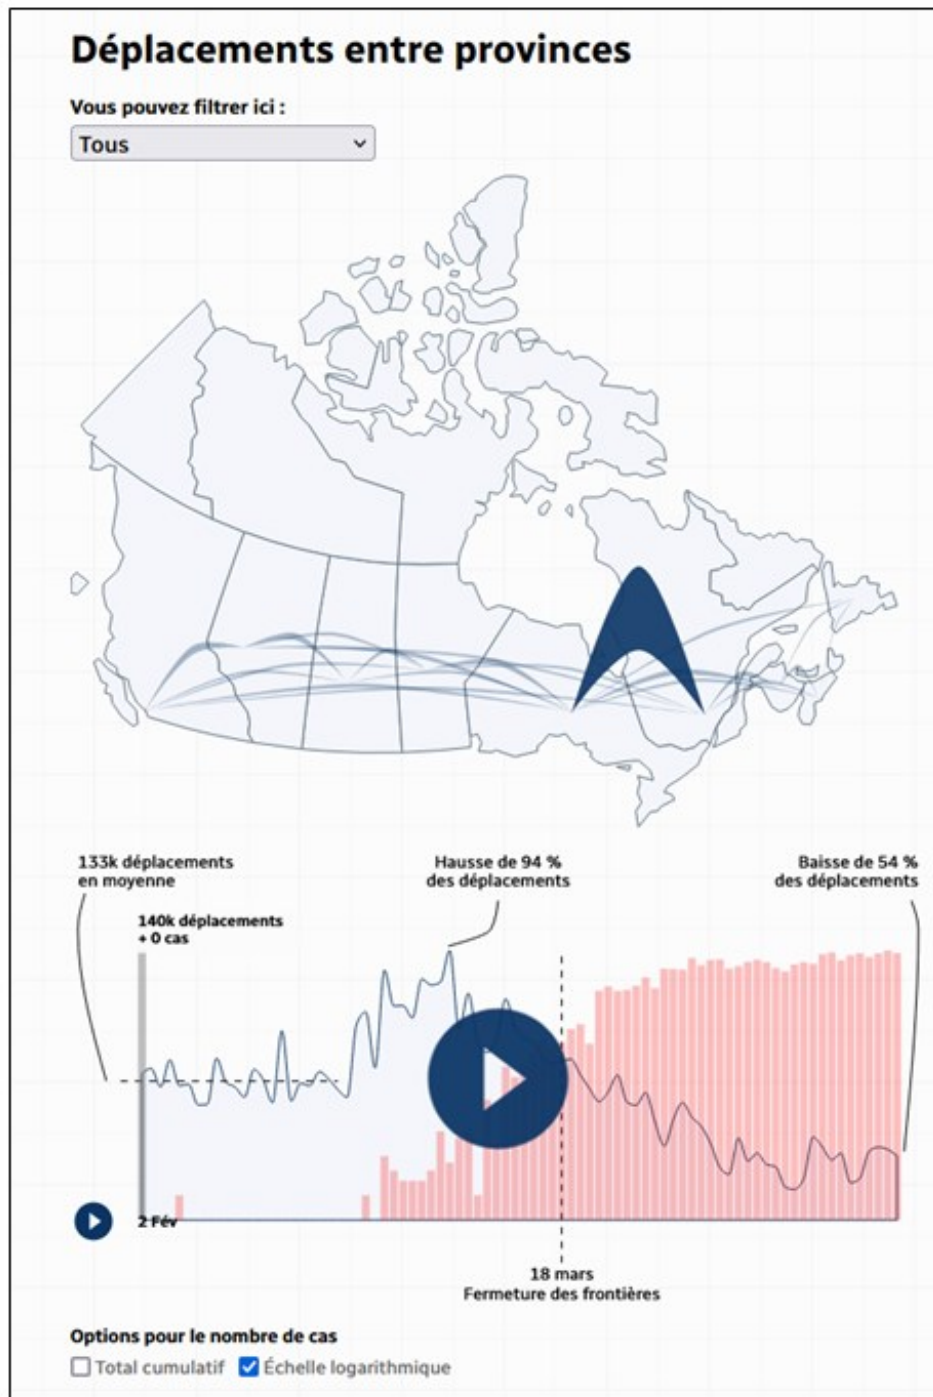 Déplacements entre provinces
Vous pouvez filtrer ici :
Tous
133k déplacements
en moyenne
Hausse de 94 %
des déplacements
Baisse de 54 %
des déplacements
140k déplacements
+ 0 cas
2 Fév
18 mars
Fermeture des frontières
Options pour le nombre de cas
Total cumulatif
Échelle logarithmique